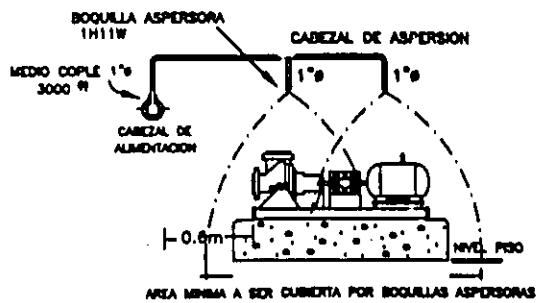 BOQUILLA ASPERSORA
1H11W
CABEZAL DE ASPERSION
MEDIO COPLE 1"ø
3000 #
1"ø
1"ø
CABEZAL DE
ALIMENTACION
0.6m
NIVEL PISO
AREA MINIMA A SER CUBIERTA POR BOQUILLAS ASPERSORAS